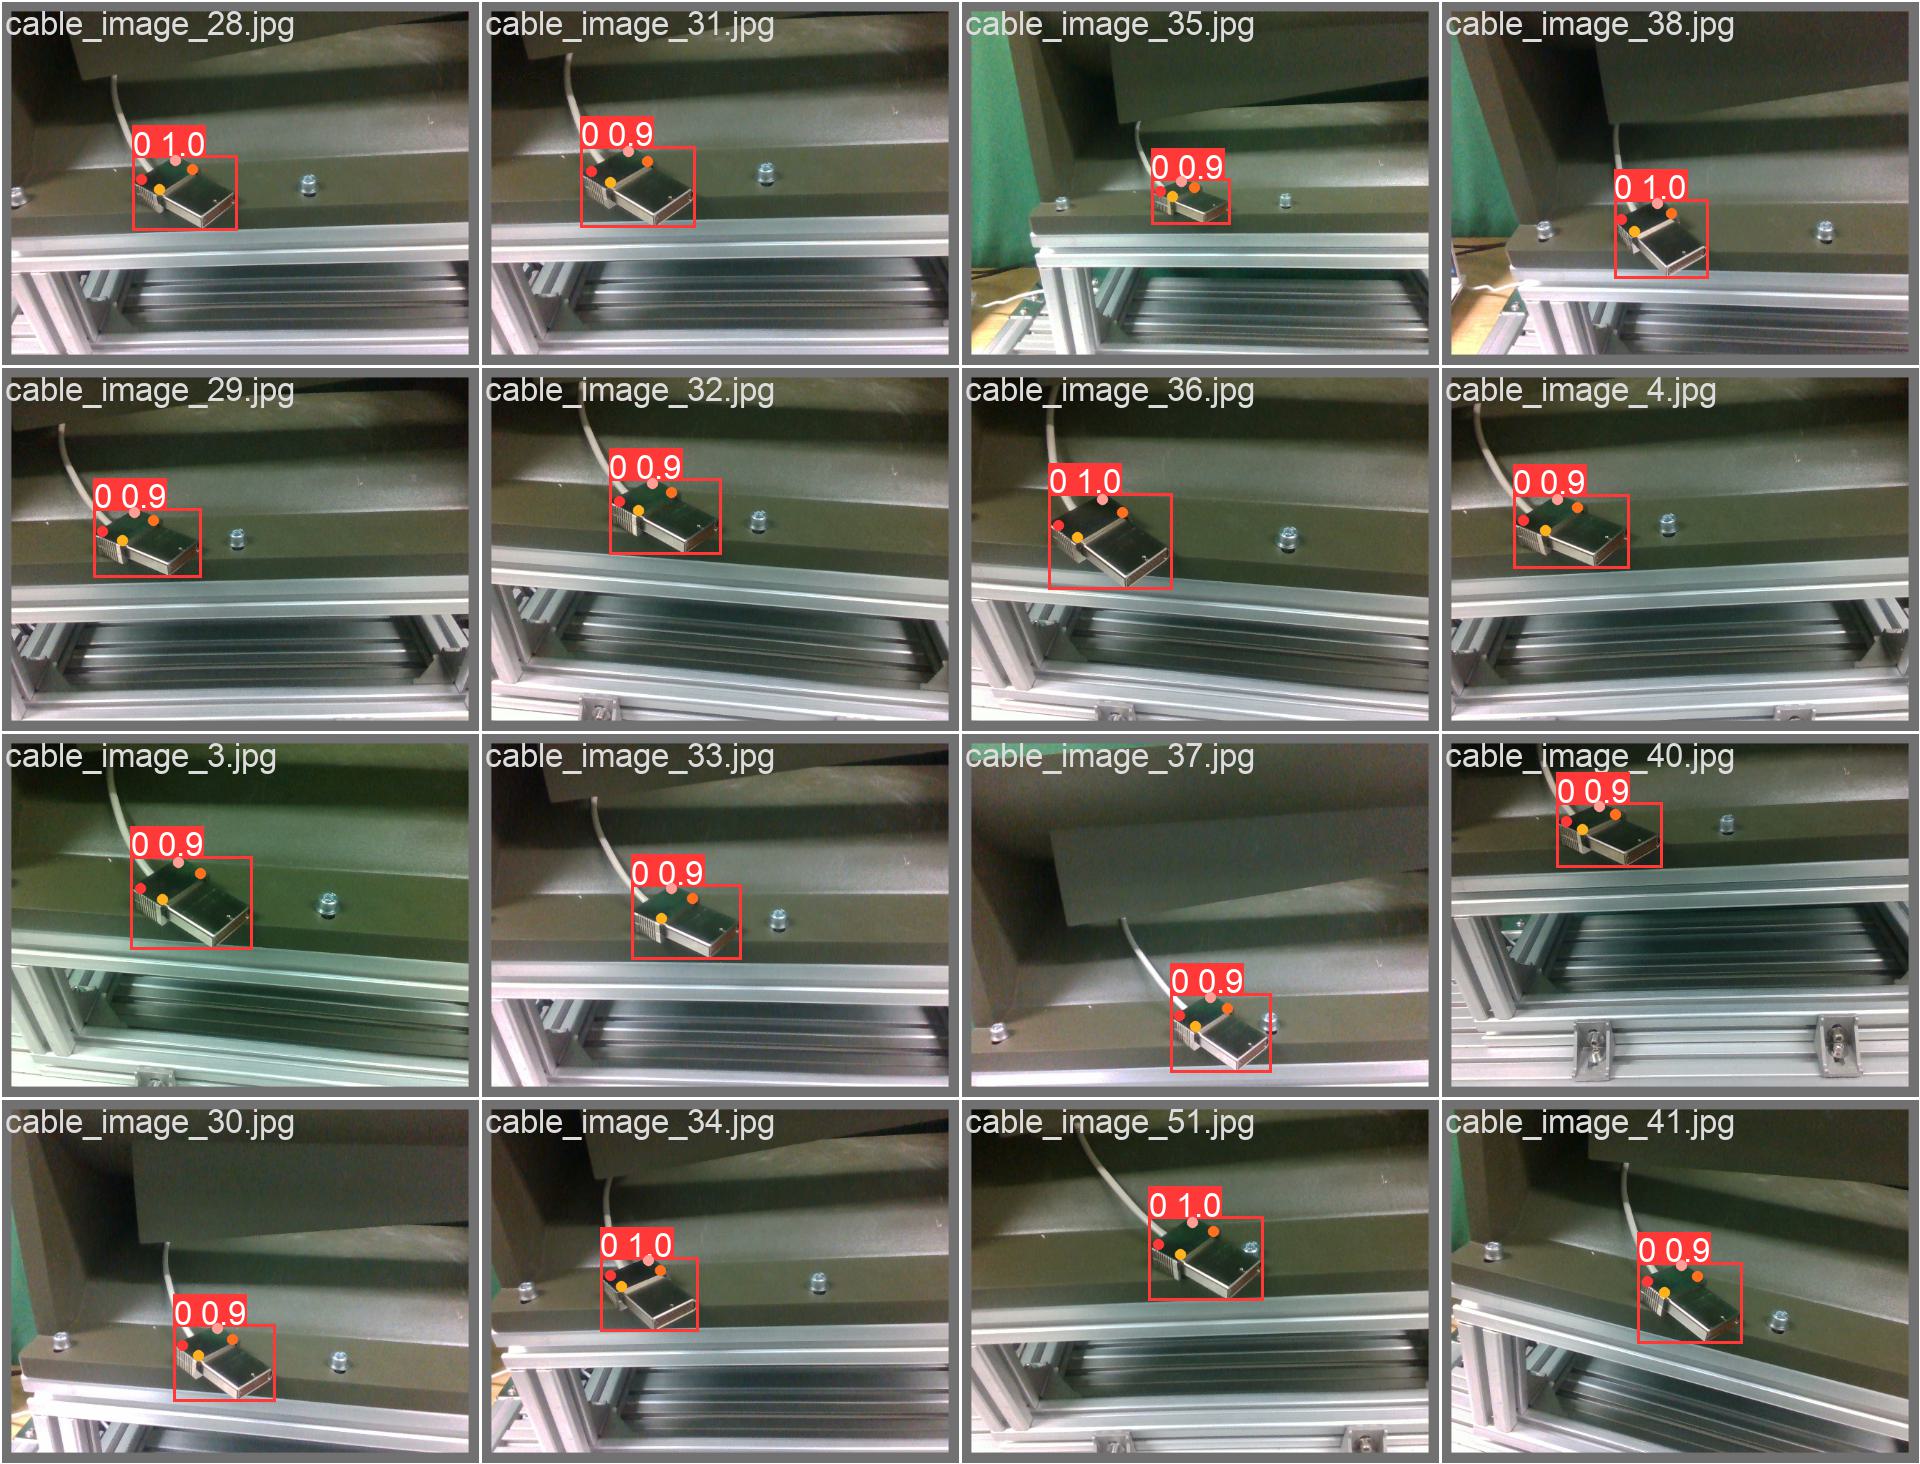 cable_image_28.jpg
0 1.0
cable_image_31.jpg
0 0.9
cable_image_35.jpg
0 0.9
cable_image_38.jpg
0 1.0
cable_image_29.jpg
0 0.9
cable_image_32.jpg
0 0.9
cable_image_36.jpg
0 1.0
cable_image_4.jpg
0 0.9
cable_image_3.jpg
0 0.9
cable_image_33.jpg
0 0.9
cable_image_37.jpg
0 0.9
cable_image_40.jpg
0 0.9
cable_image_30.jpg
0 0.9
cable_image_34.jpg
0 1.0
cable_image_51.jpg
0 1.0
cable_image_41.jpg
0 0.9